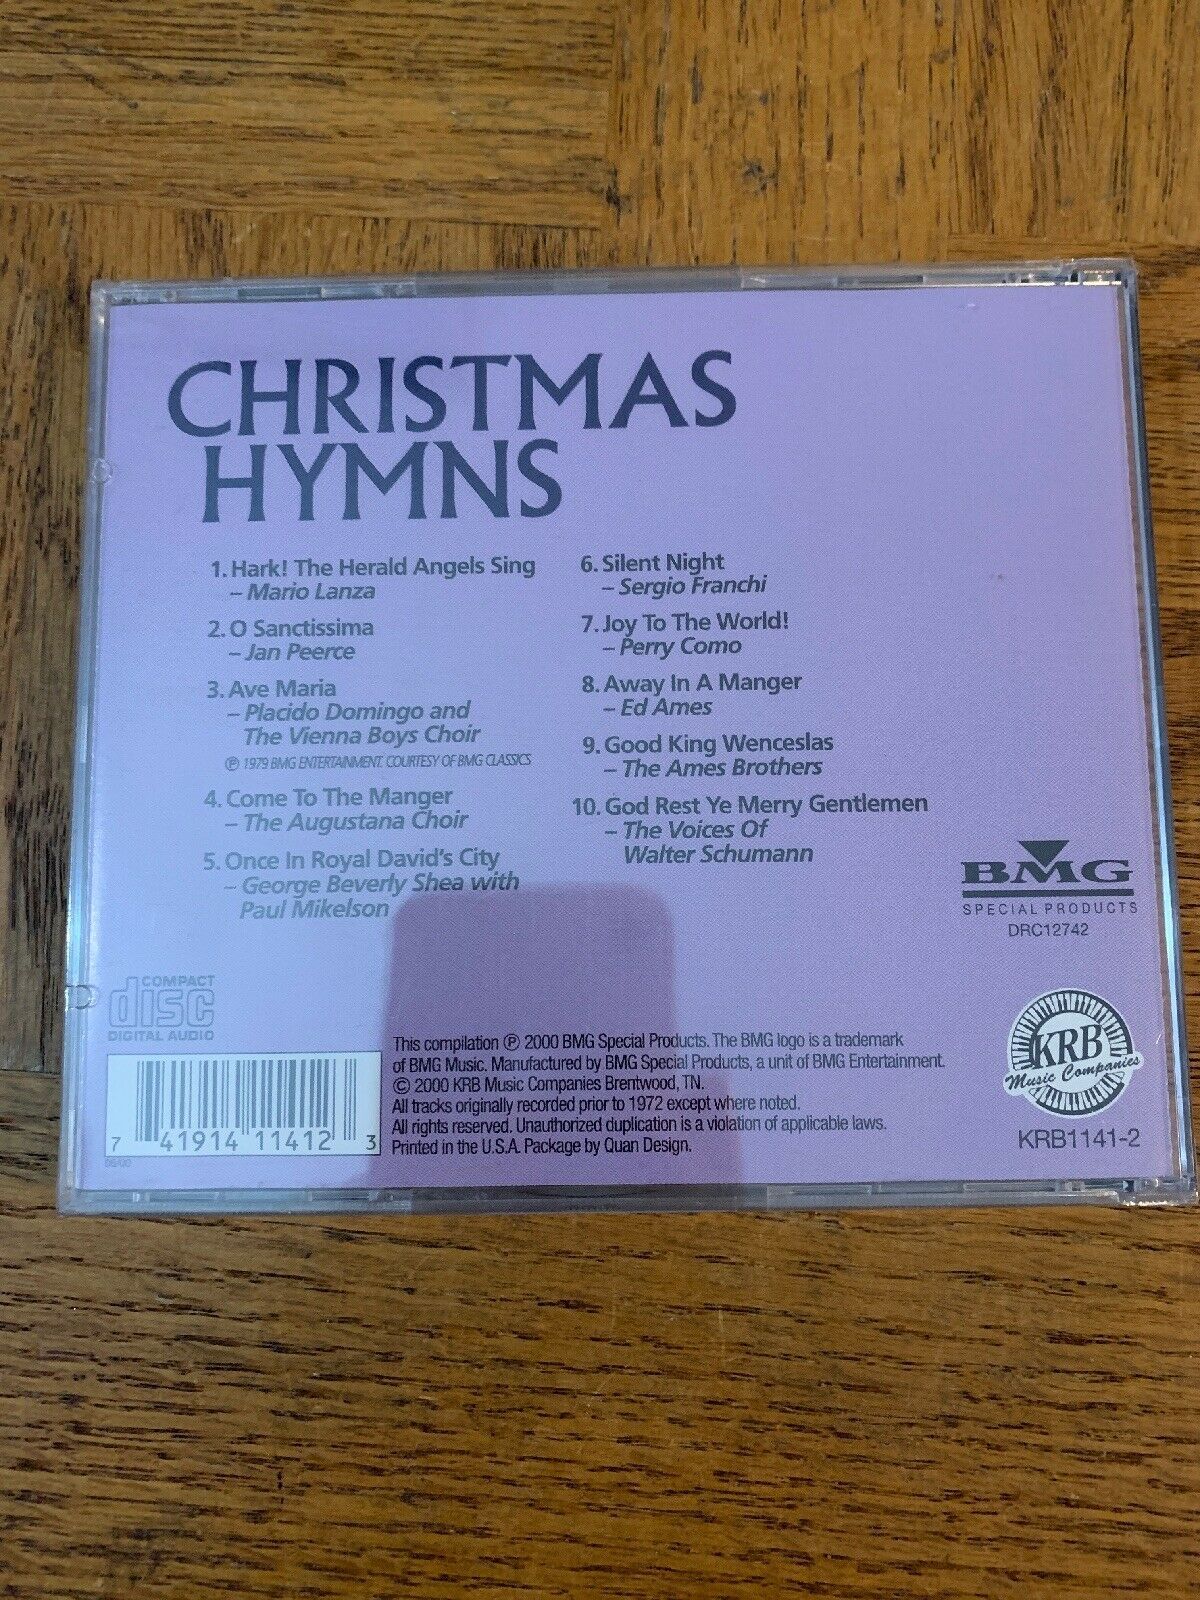 CHRISTMAS
HYMNS
1. Hark! The Herald Angels Sing
– Mario Lanza
2. O Sanctissima
– Jan Peerce
3. Ave Maria
– Placido Domingo and
The Vienna Boys Choir
℗ 1979 BMG ENTERTAINMENT. COURTESY OF BMG CLASSICS
4. Come To The Manger
– The Augustana Choir
5. Once In Royal David's City
– George Beverly Shea with
Paul Mikelson
6. Silent Night
– Sergio Franchi
7. Joy To The World!
– Perry Como
8. Away In A Manger
– Ed Ames
9. Good King Wenceslas
– The Ames Brothers
10. God Rest Ye Merry Gentlemen
– The Voices Of
Walter Schumann
BMG
SPECIAL PRODUCTS
DRC12742
COMPACT
disc
DIGITAL AUDIO
7 41914 11412 3
06/00
This compilation ℗ 2000 BMG Special Products. The BMG logo is a trademark
of BMG Music. Manufactured by BMG Special Products, a unit of BMG Entertainment.
© 2000 KRB Music Companies Brentwood, TN.
All tracks originally recorded prior to 1972 except where noted.
All rights reserved. Unauthorized duplication is a violation of applicable laws.
Printed in the U.S.A. Package by Quan Design.
KRB
Music Companies
KRB1141-2